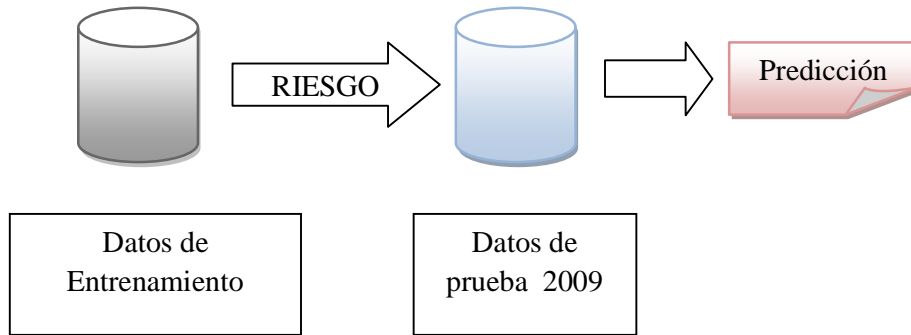 RIESGO
Predicción
Datos de
Entrenamiento
Datos de
prueba 2009